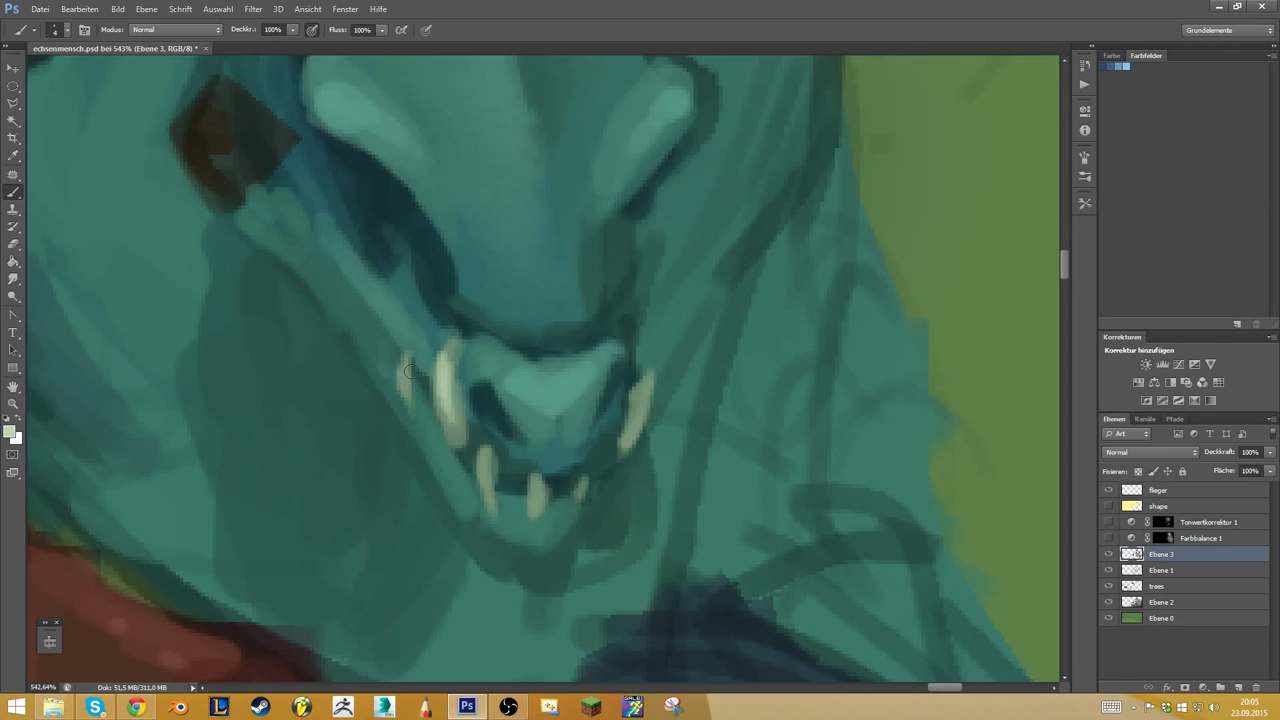 Ps Datei Bearbeiten Bild Ebene Schrift Auswahl Filter 3D Ansicht Fenster Hilfe
4 Modus: Normal Deckkr.: 100% Fluss: 100% Grundelemente
echsenmensch.psd bei 543% (Ebene 3, RGB/8) *
Farbe Farbfelder
Korrekturen
Korrektur hinzufügen
Ebenen Kanäle Pfade
Art
Normal Deckkraft: 100%
Fixieren: Fläche: 100%
flieger
shape
Tonwertkorrektur 1
Farbbalance 1
Ebene 3
Ebene 1
trees
Ebene 2
Ebene 0
542,64% Dok: 51,5 MB/311,0 MB
20:05
23.09.2015